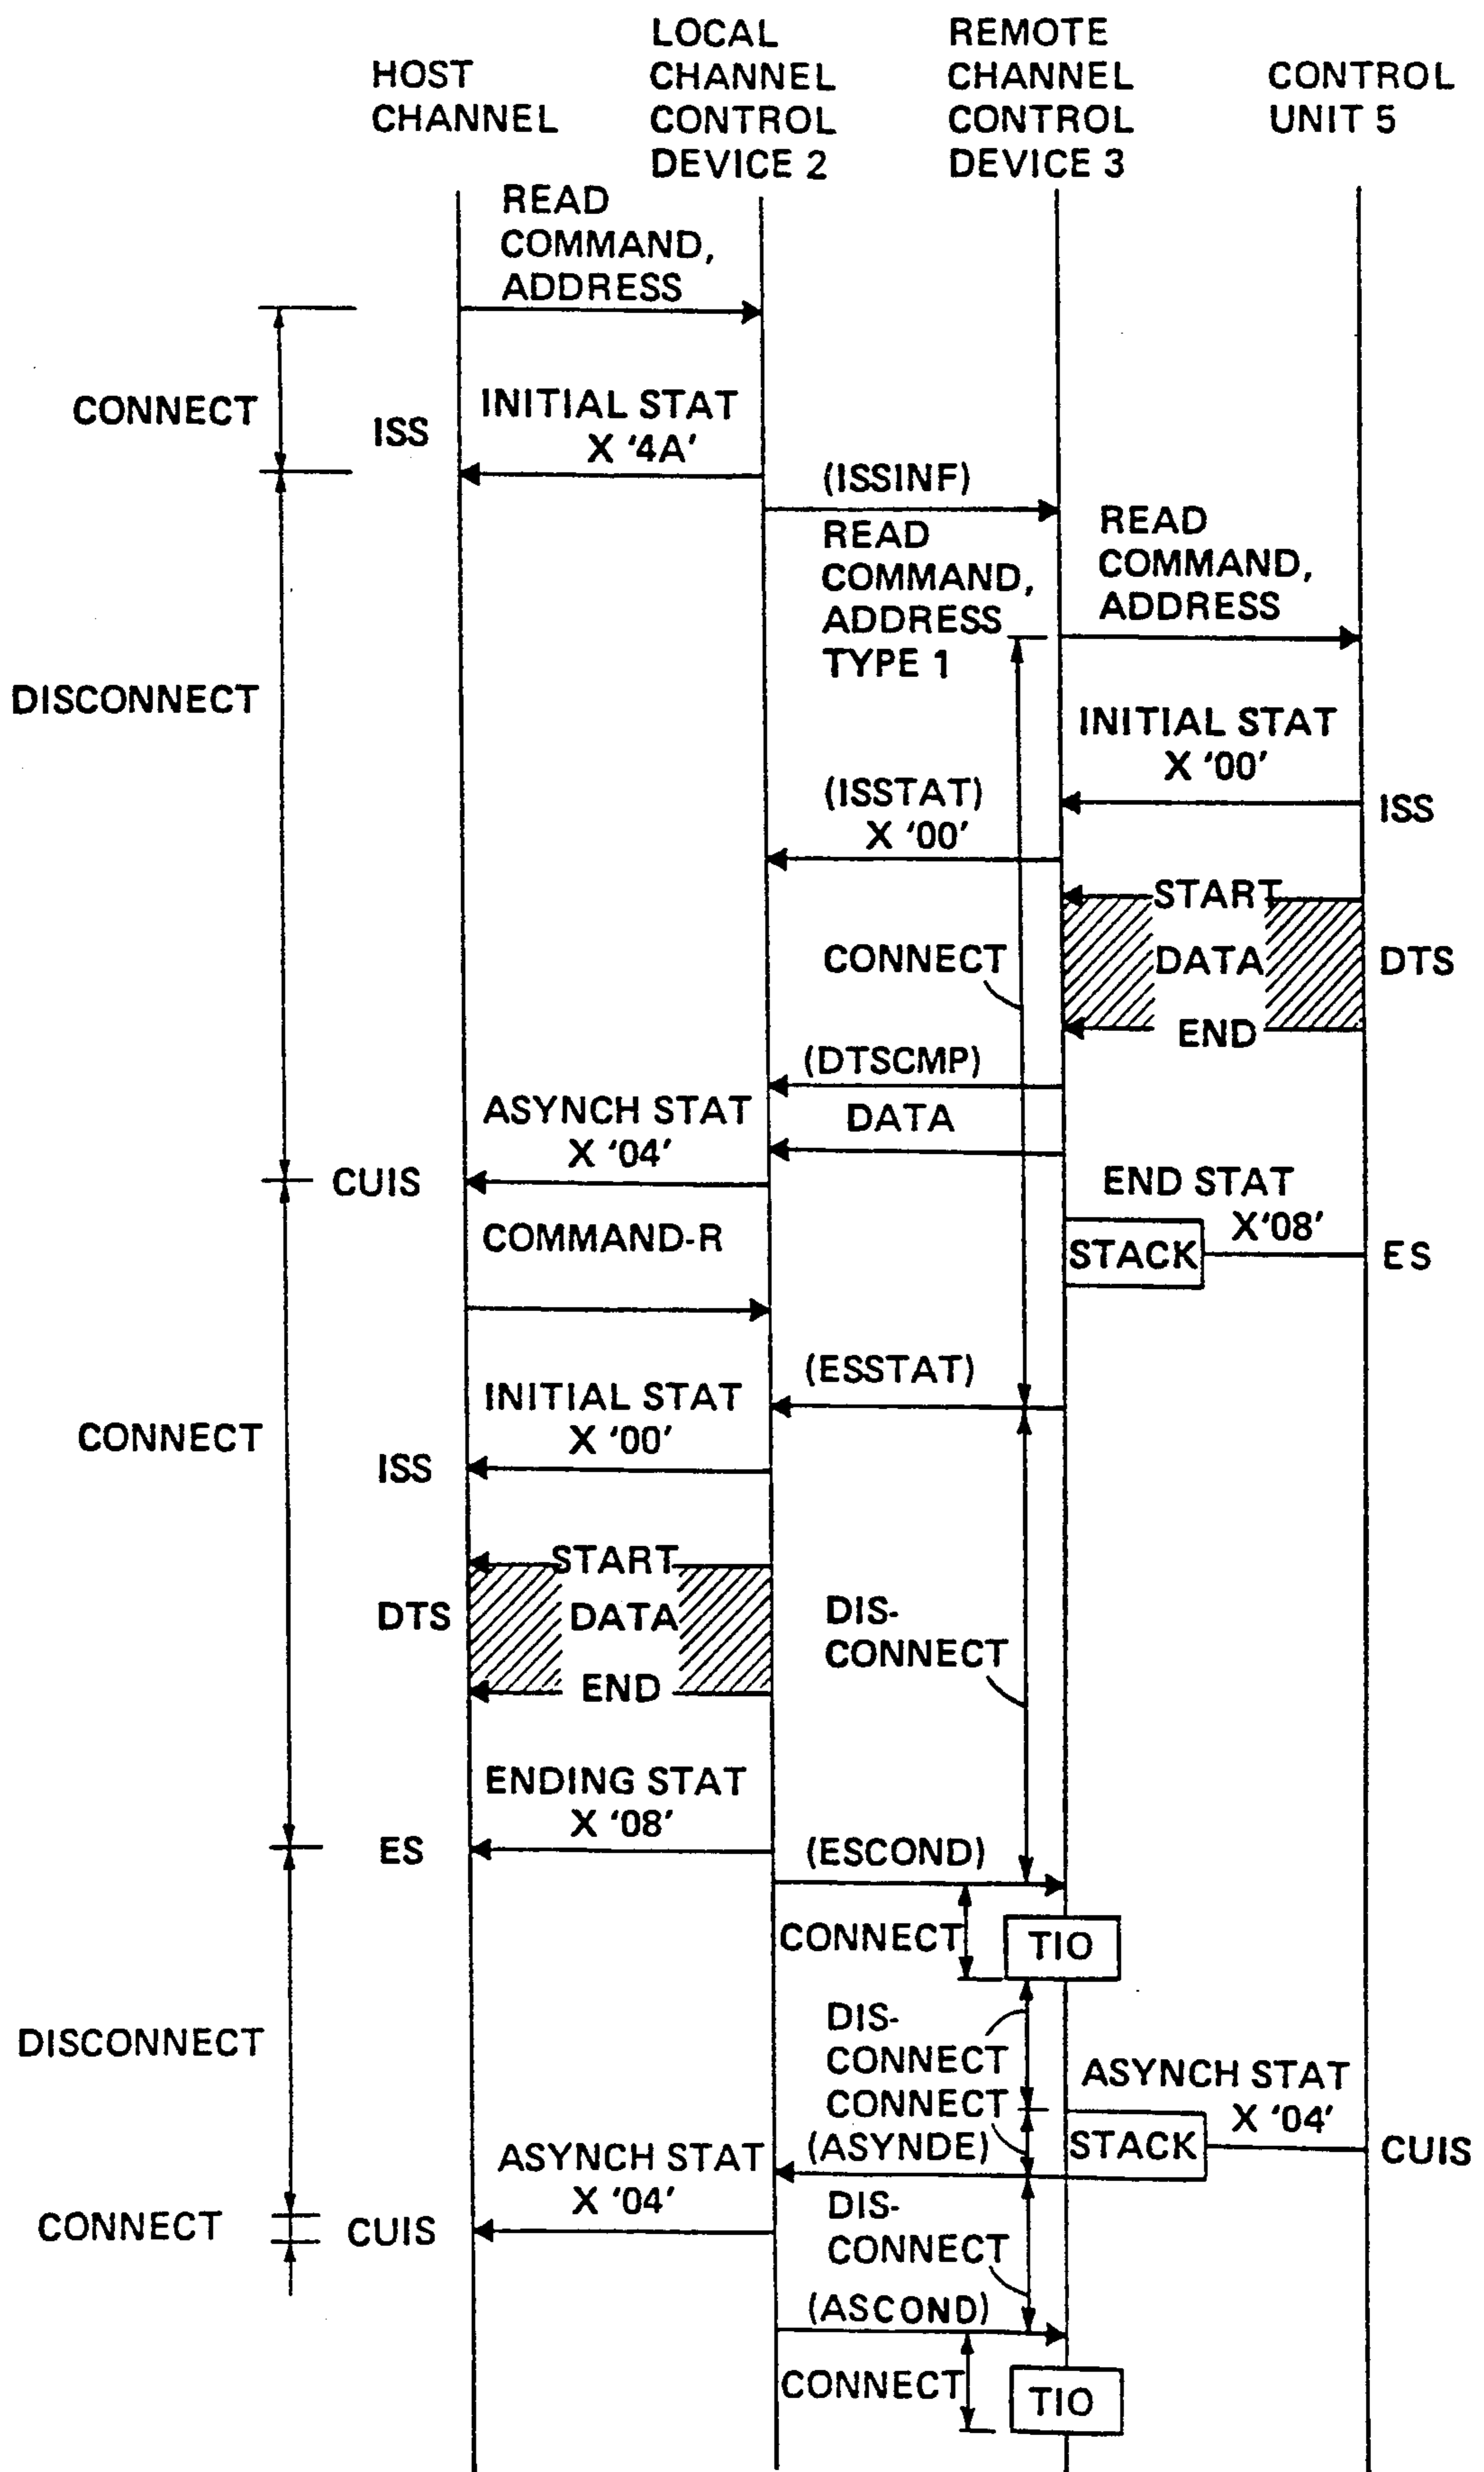 HOST
CHANNEL
LOCAL
CHANNEL
CONTROL
DEVICE 2
REMOTE
CHANNEL
CONTROL
DEVICE 3
CONTROL
UNIT 5
READ
COMMAND,
ADDRESS
CONNECT
ISS
INITIAL STAT
X '4A'
(ISSINF)
READ
COMMAND,
ADDRESS
TYPE 1
READ
COMMAND,
ADDRESS
DISCONNECT
INITIAL STAT
X '00'
ISS
(ISSTAT)
X '00'
START
DATA
END
DTS
CONNECT
(DTSCMP)
DATA
ASYNCH STAT
X '04'
CUIS
END STAT
X'08'
STACK
ES
COMMAND-R
(ESSTAT)
INITIAL STAT
X '00'
ISS
CONNECT
START
DATA
END
DTS
DIS-
CONNECT
ENDING STAT
X '08'
ES
(ESCOND)
CONNECT
TIO
DISCONNECT
DIS-
CONNECT
CONNECT
ASYNCH STAT
X '04'
STACK
CUIS
(ASYNDE)
ASYNCH STAT
X '04'
CONNECT
CUIS
DIS-
CONNECT
(ASCOND)
CONNECT
TIO